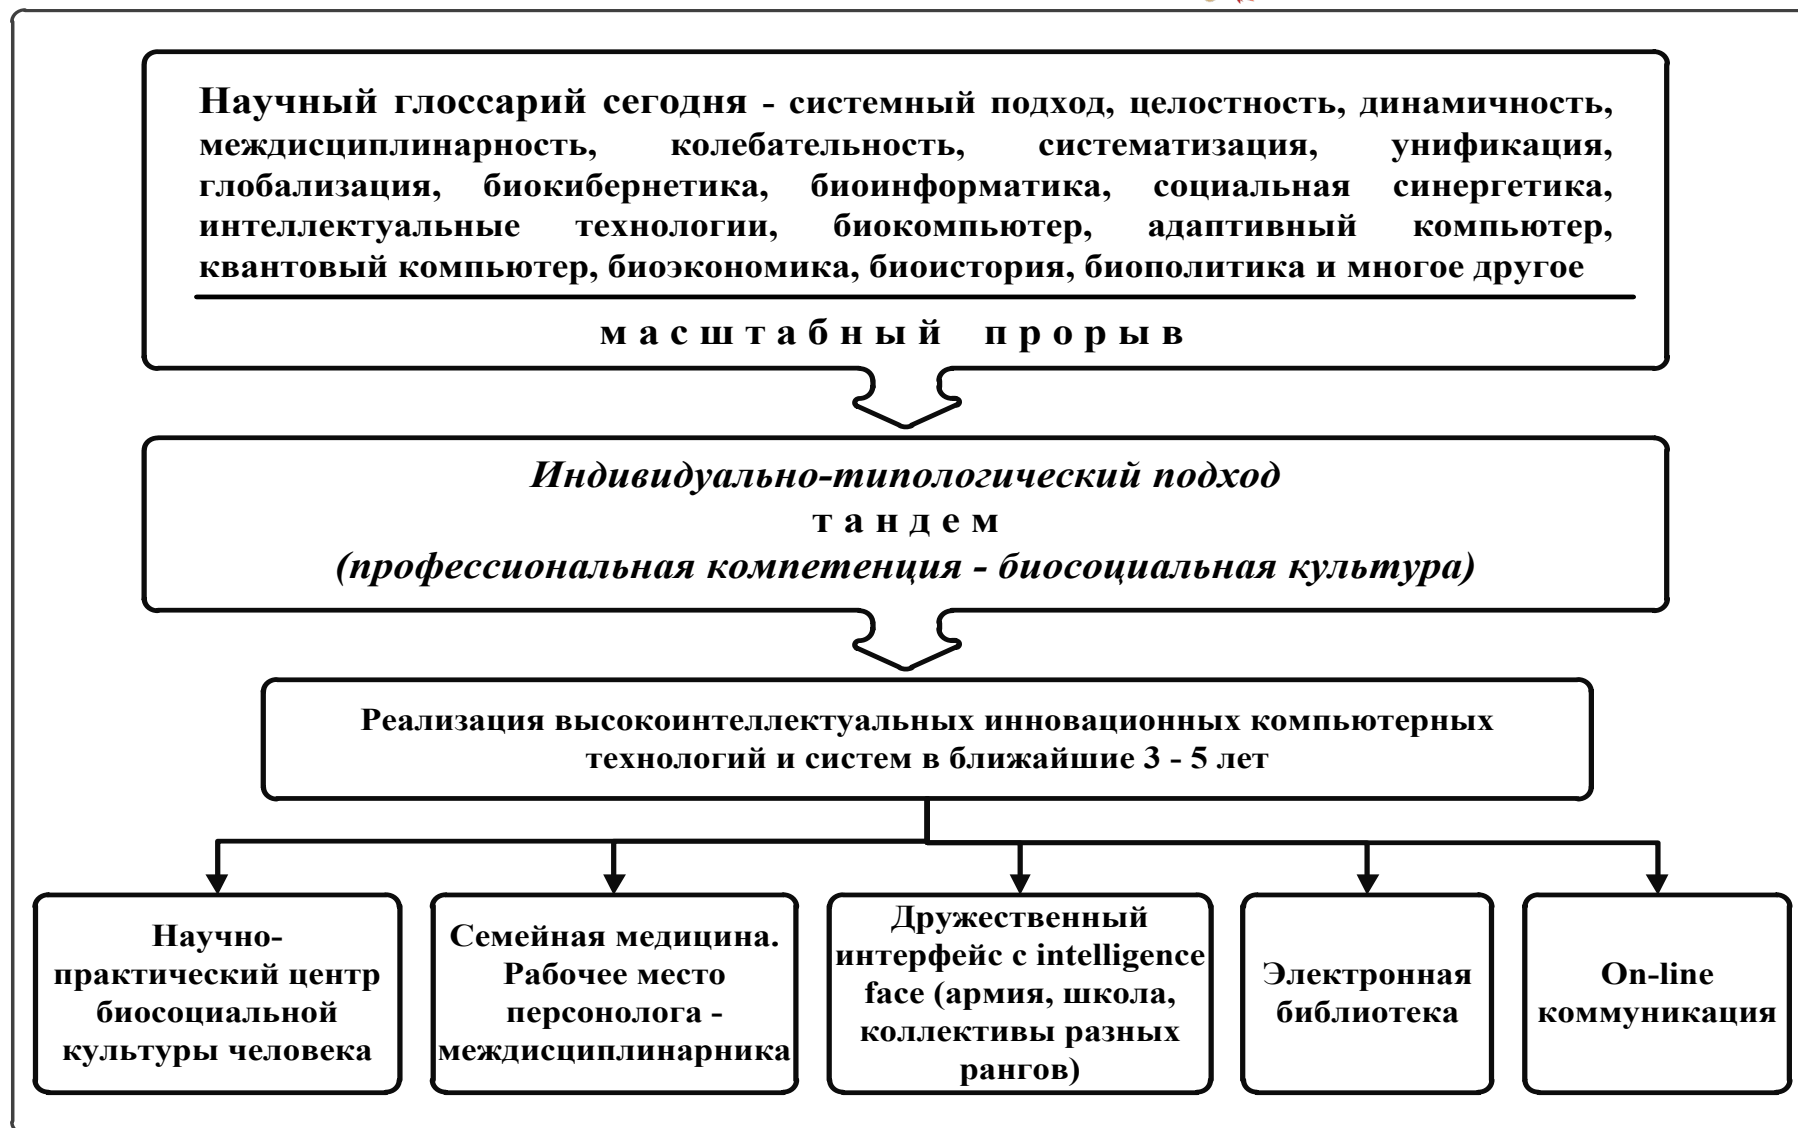 Научный глоссарий сегодня - системный подход, целостность, динамичность,
междисциплинарность, колебательность, систематизация, унификация,
глобализация, биокибернетика, биоинформатика, социальная синергетика,
интеллектуальные технологии, биокомпьютер, адаптивный компьютер,
квантовый компьютер, биоэкономика, биоистория, биополитика и многое другое
масштабный прорыв
Индивидуально-типологический подход
тандем
(профессиональная компетенция - биосоциальная культура)
Реализация высокоинтеллектуальных инновационных компьютерных
технологий и систем в ближайшие 3 - 5 лет
Научно-
практический центр
биосоциальной
культуры человека
Семейная медицина.
Рабочее место
персонолога -
междисциплинарника
Дружественный
интерфейс с intelligence
face (армия, школа,
коллективы разных
рангов)
Электронная
библиотека
On-line
коммуникация